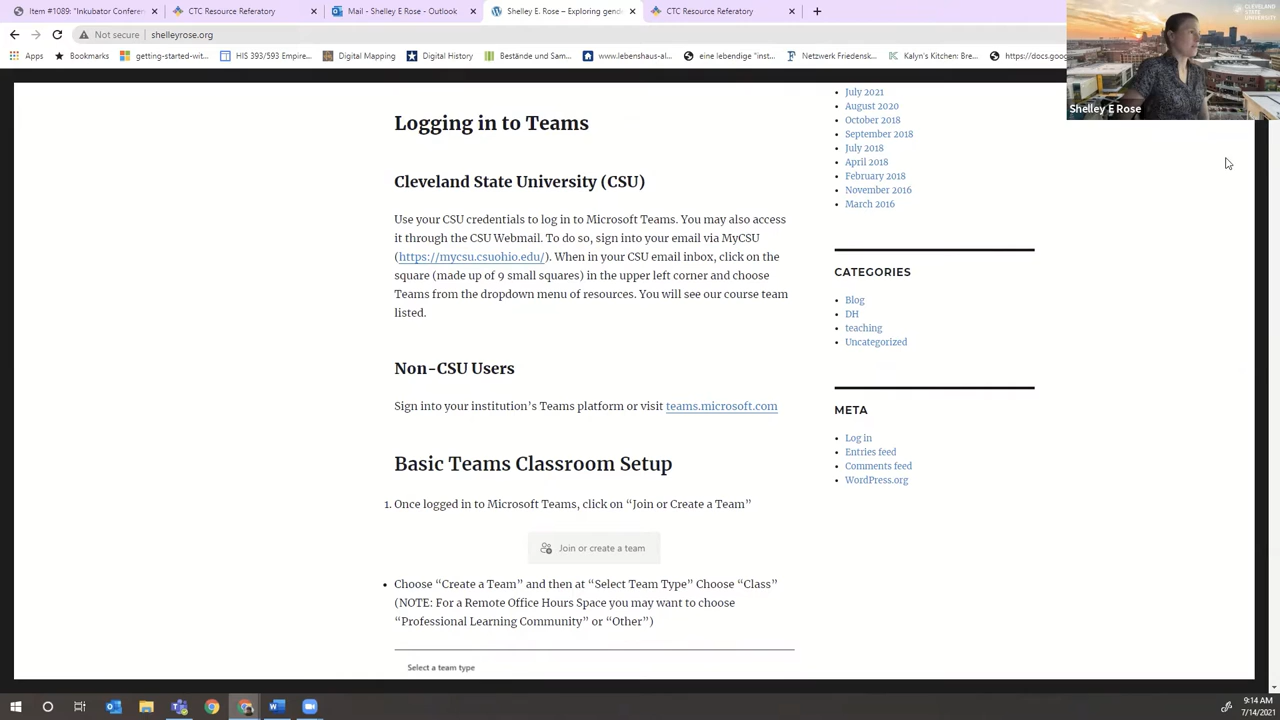 Item #1089: "Inkubator Conferen
CTC Resource Refratory
Mail - Shelley E Rose - Outlook
Shelley E. Rose – Exploring gend
CTC Resource Refratory
CLEVELAND STATE UNIVERSITY
Not secure
shelleyrose.org
Apps
Bookmarks
getting-started-wit...
HIS 393/593 Empire...
Digital Mapping
Modern History
Bestände und Sam...
www.lebenshaus-al...
eine lebendige "inst...
Netzwerk Friedensk...
Kalyn's Kitchen: Bre...
https://docs.goog
Shelley E Rose
Logging in to Teams
Cleveland State University (CSU)
Use your CSU credentials to log in to Microsoft Teams. You may also access
it through the CSU Webmail. To do so, sign into your email via MyCSU
(https://mycsu.csuohio.edu/). When in your CSU email inbox, click on the
square (made up of 9 small squares) in the upper left corner and choose
Teams from the dropdown menu of resources. You will see our course team
listed.
Non-CSU Users
Sign into your institution's Teams platform or visit teams.microsoft.com
Basic Teams Classroom Setup
1. Once logged in to Microsoft Teams, click on “Join or Create a Team”
Join or create a team
• Choose “Create a Team” and then at “Select Team Type” Choose “Class”
(NOTE: For a Remote Office Hours Space you may want to choose
“Professional Learning Community” or “Other”)
Select a team type
July 2021
August 2020
October 2018
September 2018
July 2018
April 2018
February 2018
November 2016
March 2016
CATEGORIES
Blog
DH
teaching
Uncategorized
META
Log in
Entries feed
Comments feed
WordPress.org
9:14 AM
7/14/2021